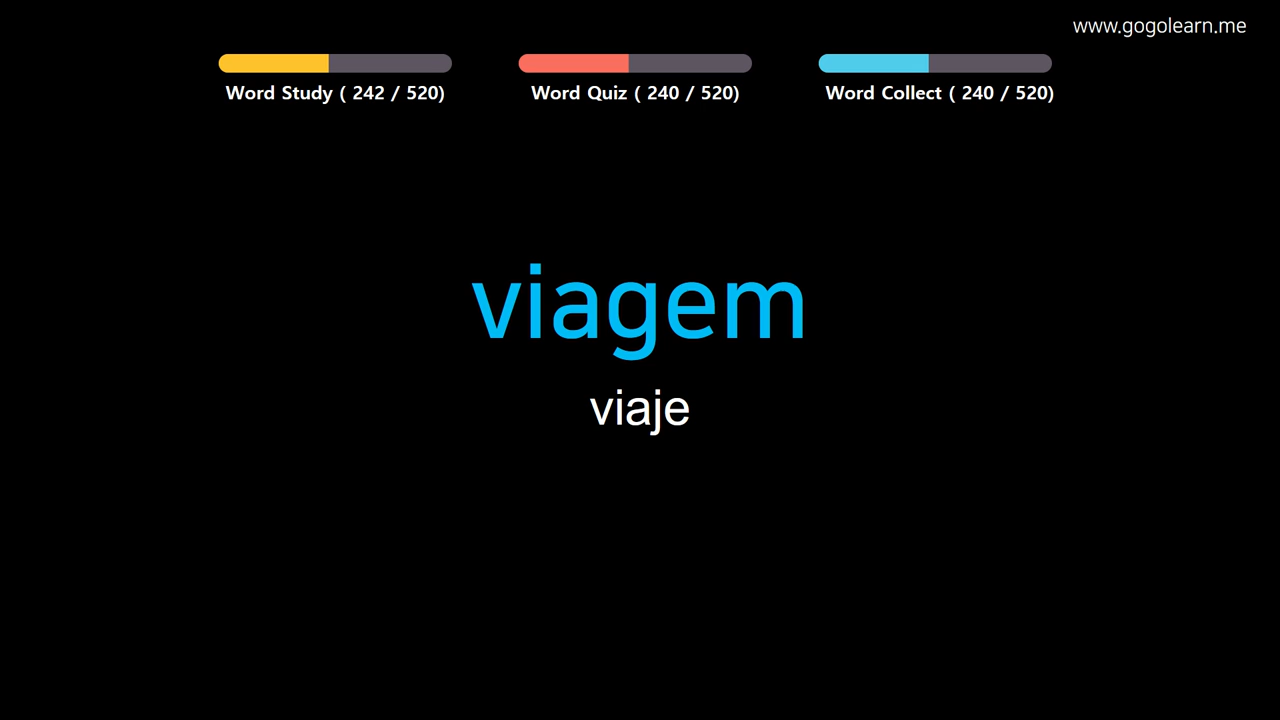 www.gogolearn.me
Word Study ( 242 / 520)
Word Quiz ( 240 / 520)
Word Collect ( 240 / 520)
viagem
viaje